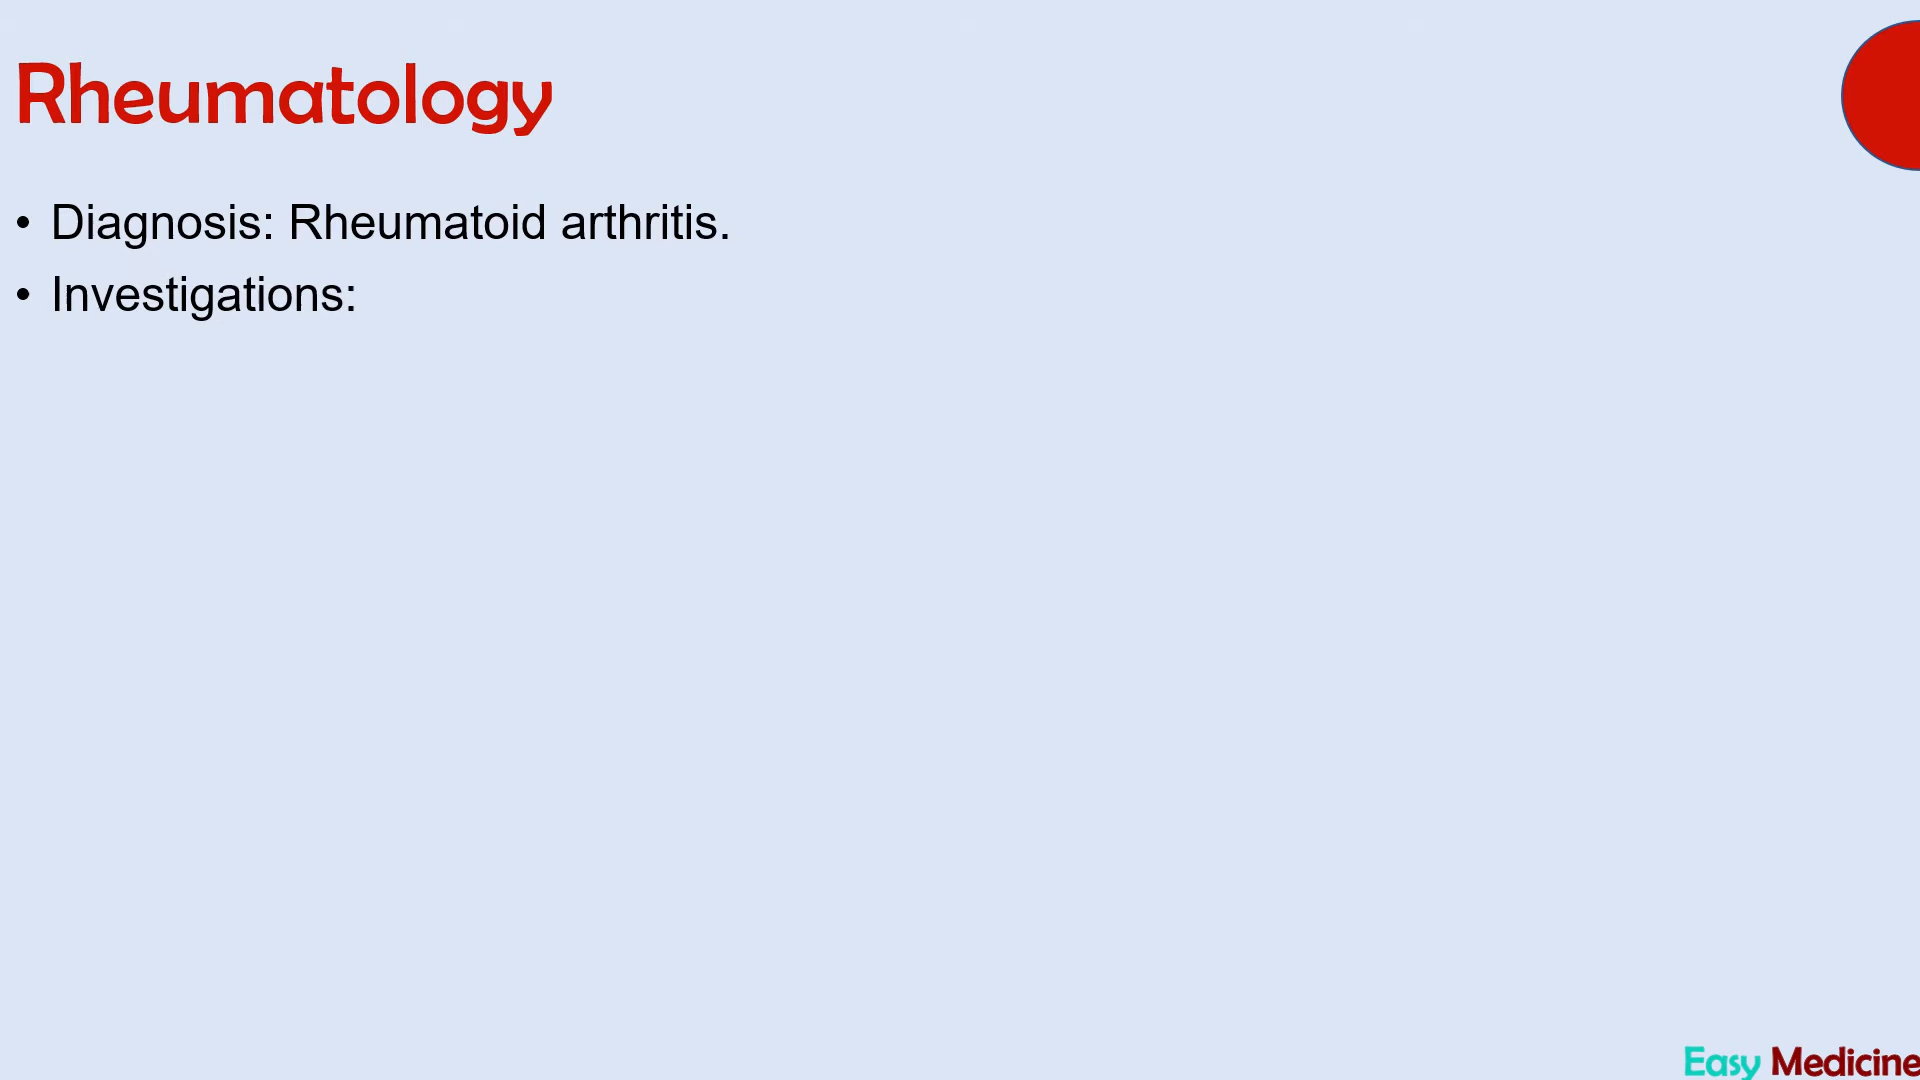 Rheumatology
• Diagnosis: Rheumatoid arthritis.
• Investigations:
Easy Medicine